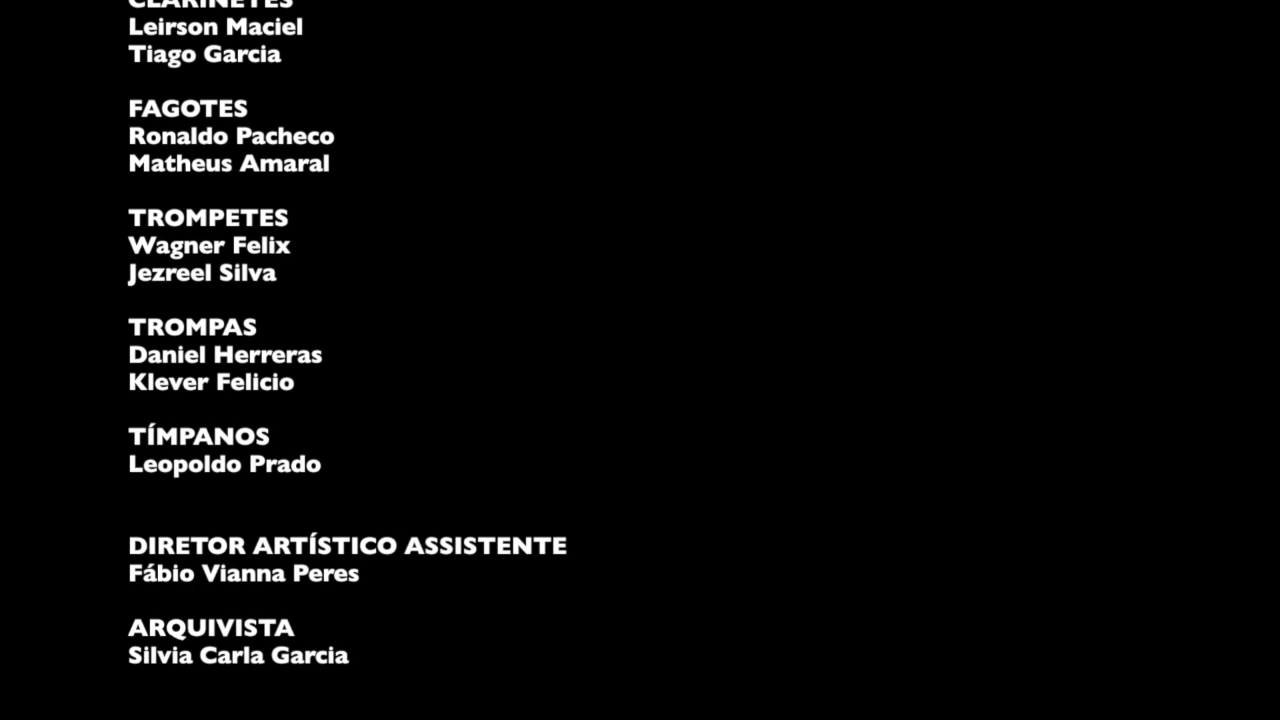 CLARINETES
Leirson Maciel
Tiago Garcia
FAGOTES
Ronaldo Pacheco
Matheus Amaral
TROMPETES
Wagner Felix
Jezreel Silva
TROMPAS
Daniel Herreras
Klever Felicio
TÍMPANOS
Leopoldo Prado
DIRETOR ARTÍSTICO ASSISTENTE
Fábio Vianna Peres
ARQUIVISTA
Silvia Carla Garcia